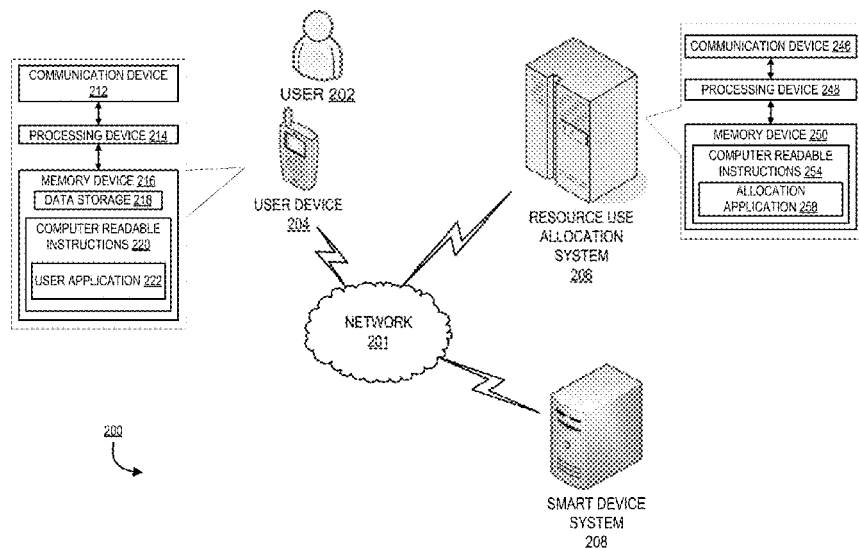 COMMUNICATION DEVICE
212
PROCESSING DEVICE 214
MEMORY DEVICE 216
DATA STORAGE 218
COMPUTER READABLE
INSTRUCTIONS 220
USER APPLICATION 222
USER 202
USER DEVICE
204
RESOURCE USE
ALLOCATION
SYSTEM
206
COMMUNICATION DEVICE 246
PROCESSING DEVICE 248
MEMORY DEVICE 250
COMPUTER READABLE
INSTRUCTIONS 254
ALLOCATION
APPLICATION 258
NETWORK
201
200
SMART DEVICE
SYSTEM
208